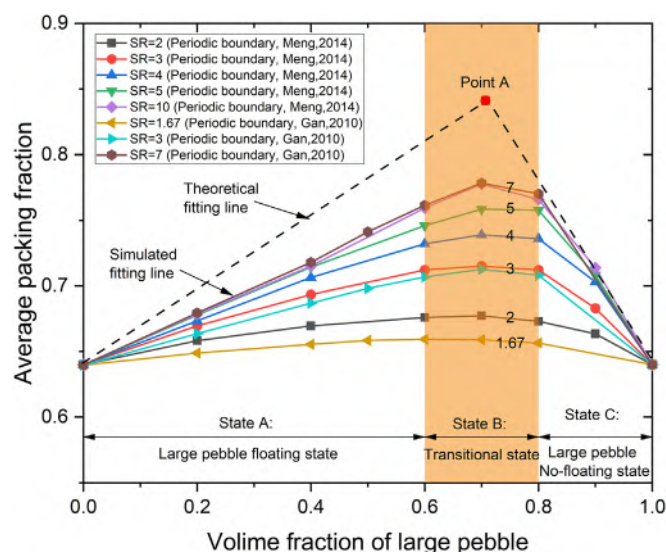 0.9
0.8
0.7
0.6
Average packing fraction
SR=2 (Periodic boundary, Meng,2014)
SR=3 (Periodic boundary, Meng,2014)
SR=4 (Periodic boundary, Meng,2014)
SR=5 (Periodic boundary, Meng,2014)
SR=10 (Periodic boundary, Meng,2014)
SR=1.67 (Periodic boundary, Gan,2010)
SR=3 (Periodic boundary, Gan,2010)
SR=7 (Periodic boundary, Gan,2010)
Point A
Theoretical
fitting line
Simulated
fitting line
7
5
4
3
2
1.67
State A:
Large pebble floating state
State B:
Transitional state
State C:
Large pebble
No-floating state
0.0 0.2 0.4 0.6 0.8 1.0
Volime fraction of large pebble